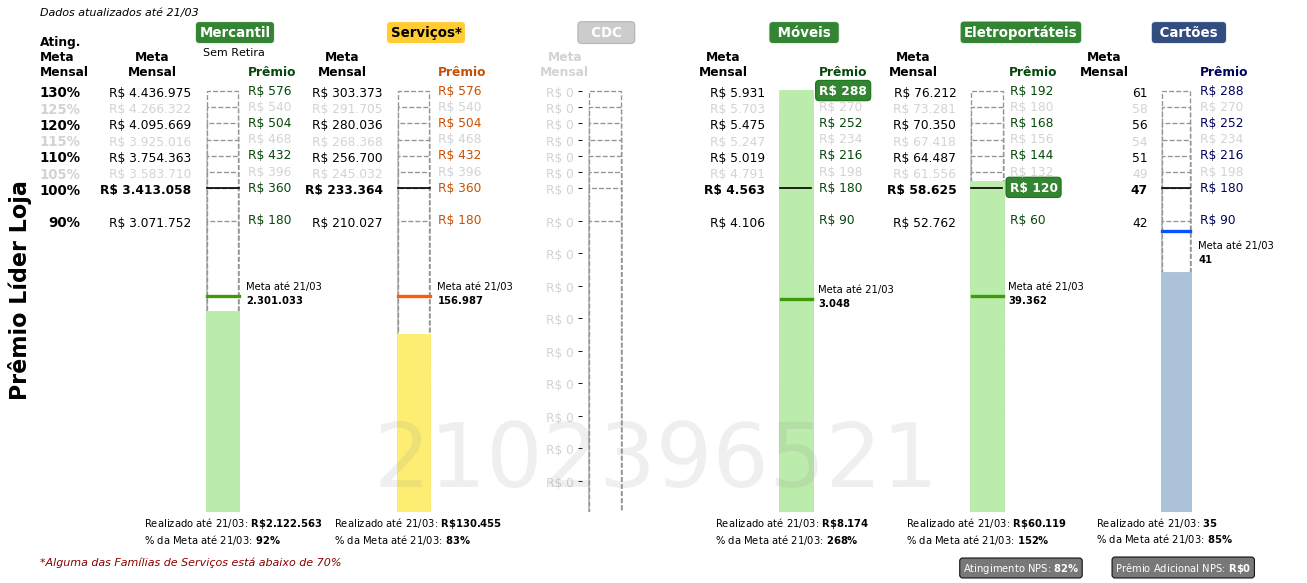 Dados atualizados até 21/03
Mercantil Serviços* CDC Móveis Eletroportáteis Cartões
Sem Retira
Ating. Meta Mensal Meta Mensal Prêmio Meta Mensal Prêmio Meta Mensal Meta Mensal Prêmio Meta Mensal Prêmio Meta Mensal Prêmio
130% R$ 4.436.975 R$ 576 R$ 303.373 R$ 576 R$ 0 R$ 5.931 R$ 288 R$ 76.212 R$ 192 61 R$ 288
125% R$ 4.266.322 R$ 540 R$ 291.705 R$ 540 R$ 0 R$ 5.703 R$ 270 R$ 73.281 R$ 180 58 R$ 270
120% R$ 4.095.669 R$ 504 R$ 280.036 R$ 504 R$ 0 R$ 5.475 R$ 252 R$ 70.350 R$ 168 56 R$ 252
115% R$ 3.925.016 R$ 468 R$ 268.368 R$ 468 R$ 0 R$ 5.247 R$ 234 R$ 67.418 R$ 156 54 R$ 234
110% R$ 3.754.363 R$ 432 R$ 256.700 R$ 432 R$ 0 R$ 5.019 R$ 216 R$ 64.487 R$ 144 51 R$ 216
105% R$ 3.583.710 R$ 396 R$ 245.032 R$ 396 R$ 0 R$ 4.791 R$ 198 R$ 61.556 R$ 132 49 R$ 198
100% R$ 3.413.058 R$ 360 R$ 233.364 R$ 360 R$ 0 R$ 4.563 R$ 180 R$ 58.625 R$ 120 47 R$ 180
90% R$ 3.071.752 R$ 180 R$ 210.027 R$ 180 R$ 0 R$ 4.106 R$ 90 R$ 52.762 R$ 60 42 R$ 90
R$ 0
R$ 0
R$ 0
R$ 0
R$ 0
R$ 0
R$ 0
R$ 0
Meta até 21/03 Meta até 21/03 Meta até 21/03 Meta até 21/03 Meta até 21/03
2.301.033 156.987 3.048 39.362 41
Prêmio Líder Loja
2102396521
Realizado até 21/03: R$2.122.563 Realizado até 21/03: R$130.455 Realizado até 21/03: R$8.174 Realizado até 21/03: R$60.119 Realizado até 21/03: 35
% da Meta até 21/03: 92% % da Meta até 21/03: 83% % da Meta até 21/03: 268% % da Meta até 21/03: 152% % da Meta até 21/03: 85%
*Alguma das Famílias de Serviços está abaixo de 70%
Atingimento NPS: 82% Prêmio Adicional NPS: R$0